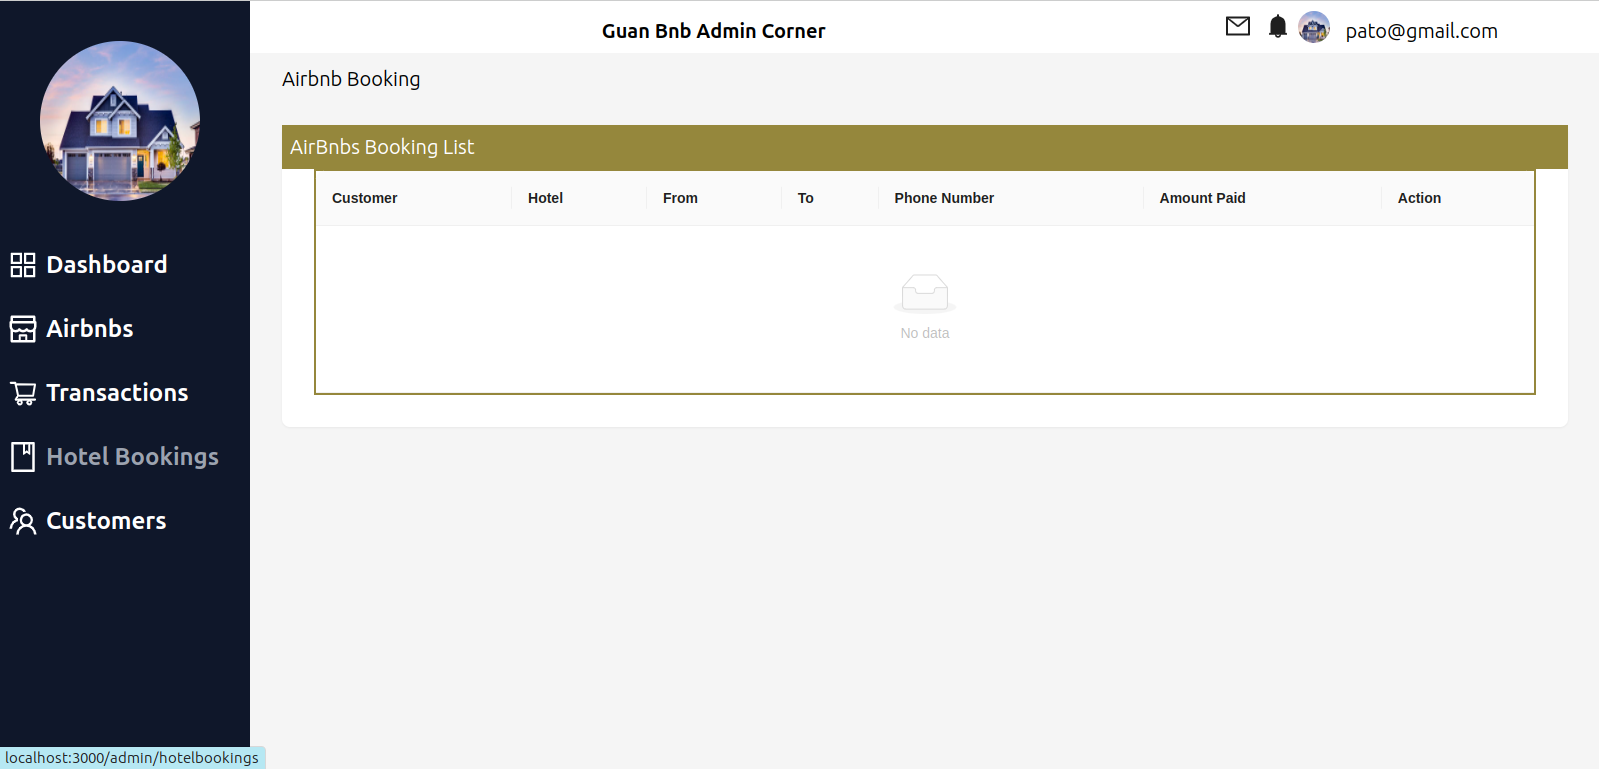 Guan Bnb Admin Corner
pato@gmail.com
Dashboard
Airbnbs
Transactions
Hotel Bookings
Customers
Airbnb Booking
AirBnbs Booking List
Customer Hotel From To Phone Number Amount Paid Action
No data
localhost:3000/admin/hotelbookings